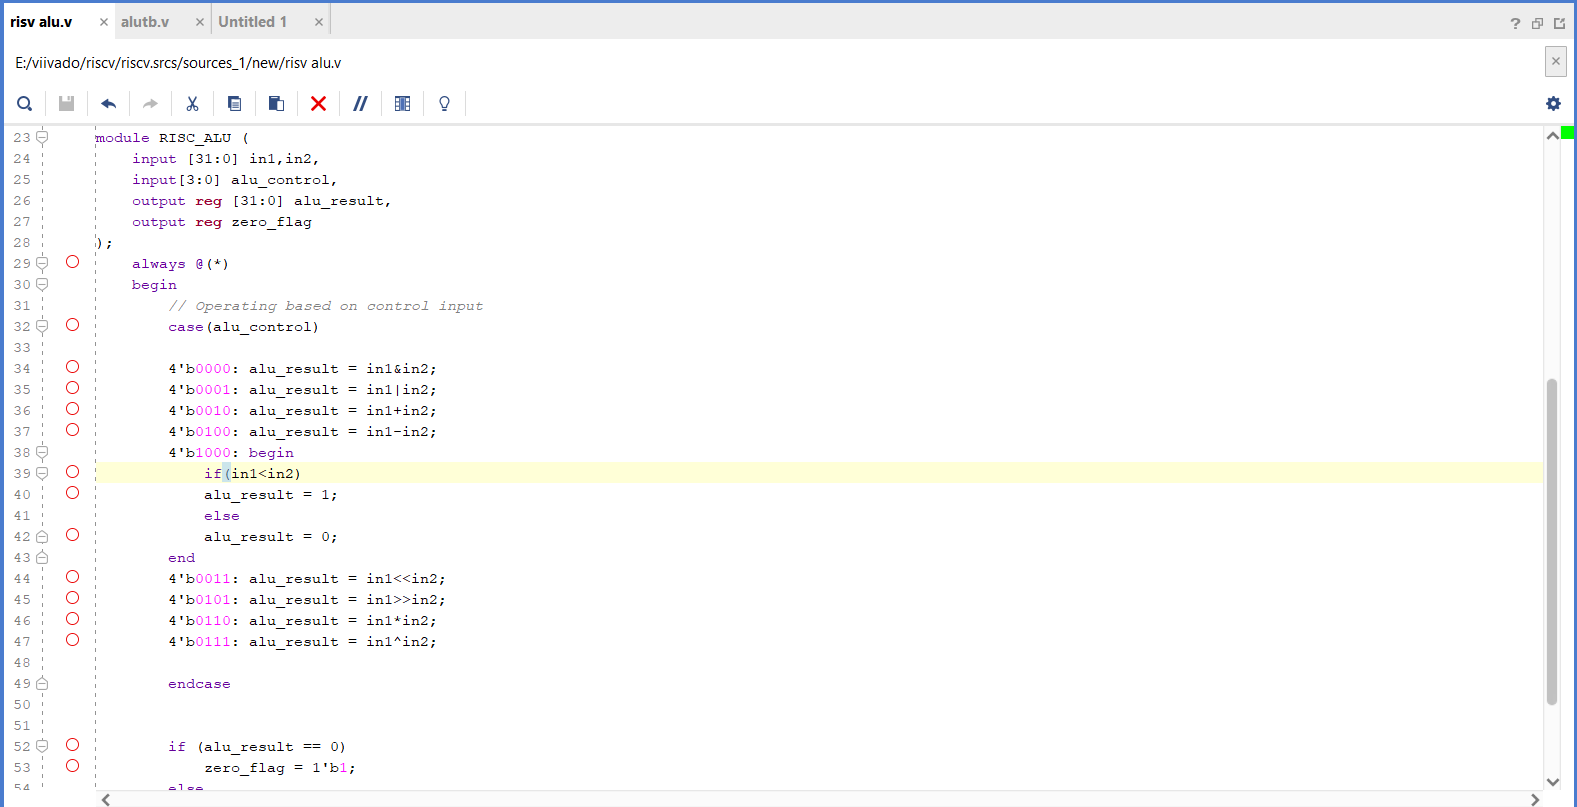 risv alu.v × alutb.v × Untitled 1 ×
?
E:/viivado/riscv/riscv.srcs/sources_1/new/risv alu.v
×
23 module RISC_ALU (
24 input [31:0] in1,in2,
25 input[3:0] alu_control,
26 output reg [31:0] alu_result,
27 output reg zero_flag
28 );
29 always @(*)
30 begin
31 // Operating based on control input
32 case(alu_control)
33
34 4'b0000: alu_result = in1&in2;
35 4'b0001: alu_result = in1|in2;
36 4'b0010: alu_result = in1+in2;
37 4'b0100: alu_result = in1-in2;
38 4'b1000: begin
39 if(in1<in2)
40 alu_result = 1;
41 else
42 alu_result = 0;
43 end
44 4'b0011: alu_result = in1<<in2;
45 4'b0101: alu_result = in1>>in2;
46 4'b0110: alu_result = in1*in2;
47 4'b0111: alu_result = in1^in2;
48
49 endcase
50
51
52 if (alu_result == 0)
53 zero_flag = 1'b1;
54 else